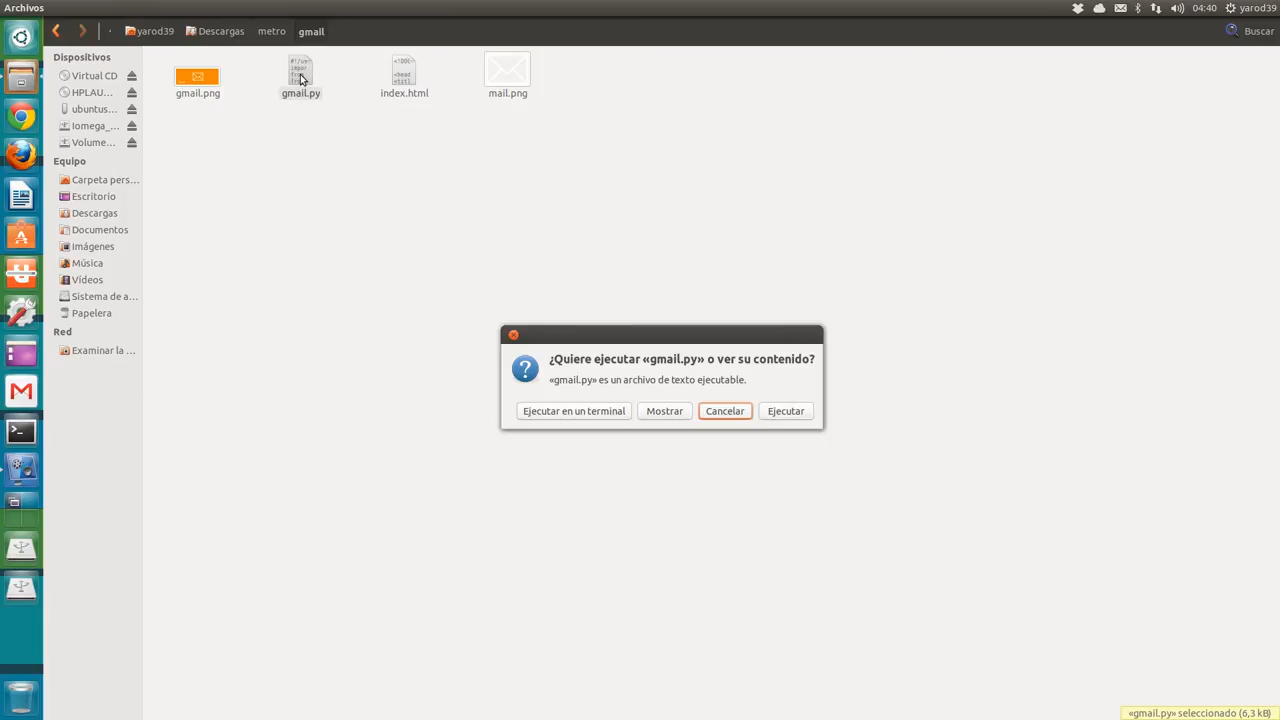 Archivos
04:40
yarod39
yarod39
Descargas
metro
gmail
Buscar
Dispositivos
Virtual CD
HPLAU...
ubuntus...
Iomega_...
Volume...
Equipo
Carpeta pers...
Escritorio
Descargas
Documentos
Imágenes
Música
Vídeos
Sistema de a...
Papelera
Red
Examinar la ...
gmail.png
gmail.py
index.html
mail.png
¿Quiere ejecutar «gmail.py» o ver su contenido?
«gmail.py» es un archivo de texto ejecutable.
Ejecutar en un terminal
Mostrar
Cancelar
Ejecutar
«gmail.py» seleccionado (6,3 kB)